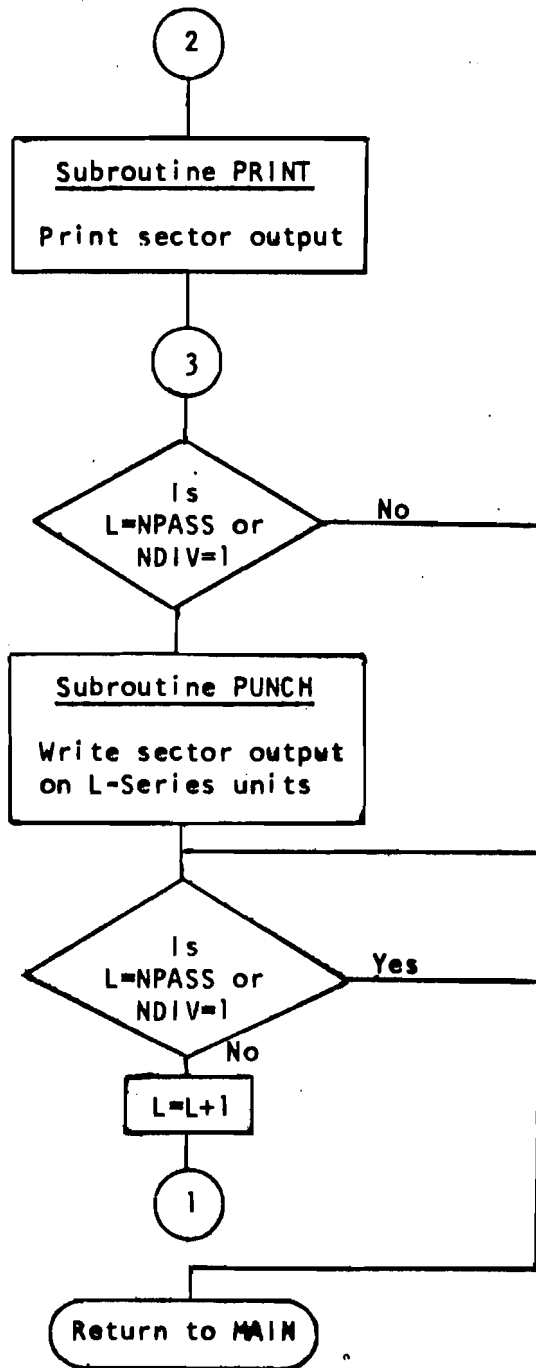 2
Subroutine PRINT
Print sector output
3
Is
L=NPASS or
NDIV=1
No
Subroutine PUNCH
Write sector output
on L-Series units
Is
L=NPASS or
NDIV=1
Yes
No
L=L+1
1
Return to MAIN